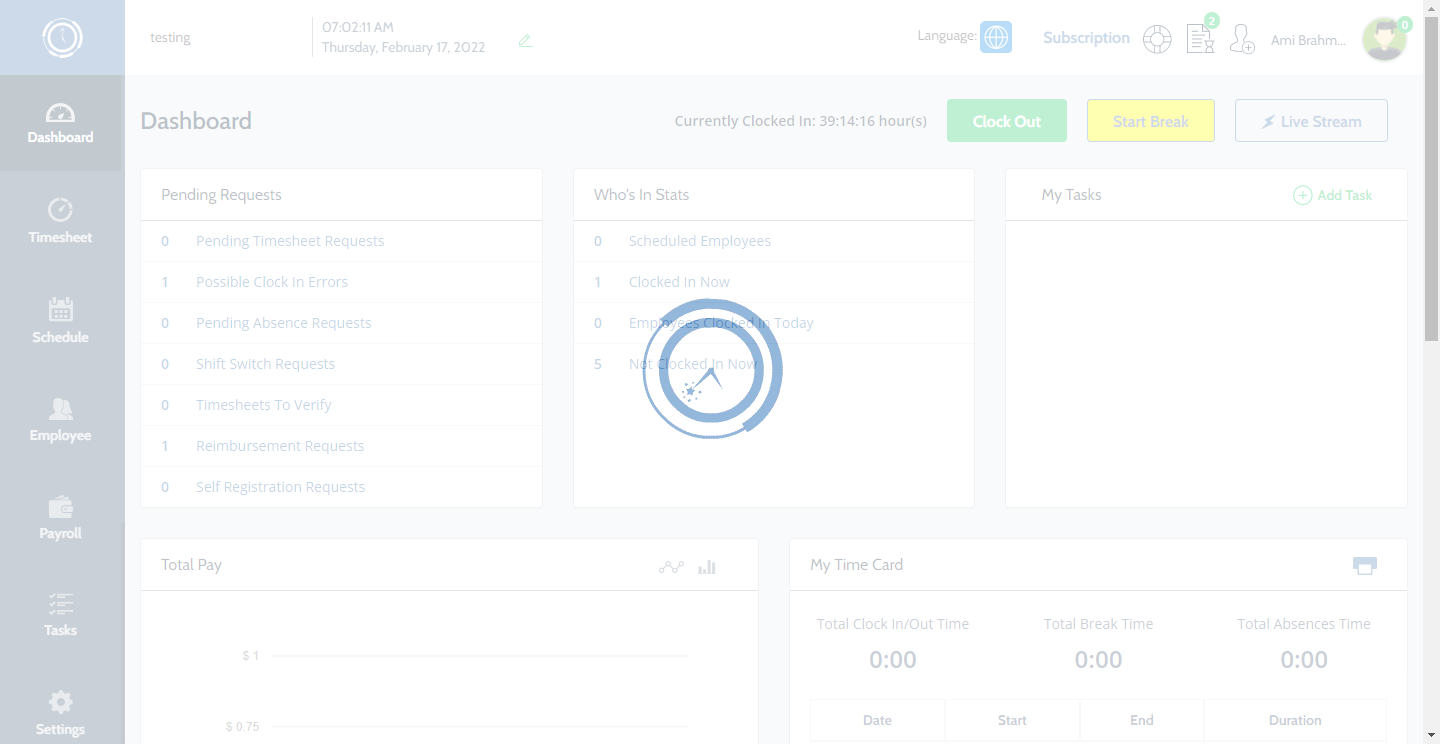 testing
07:02:11 AM
Thursday, February 17, 2022
Language:
Subscription
2
Ami Brahm...
0
Dashboard
Timesheet
Schedule
Employee
Payroll
Tasks
Settings
Dashboard
Currently Clocked In: 39:14:16 hour(s)
Clock Out
Start Break
Live Stream
Pending Requests
0 Pending Timesheet Requests
1 Possible Clock In Errors
0 Pending Absence Requests
0 Shift Switch Requests
0 Timesheets To Verify
1 Reimbursement Requests
0 Self Registration Requests
Who's In Stats
0 Scheduled Employees
1 Clocked In Now
0 Employees Clocked In Today
5 Not Clocked In Now
My Tasks
Add Task
Total Pay
$ 1
$ 0.75
My Time Card
Total Clock In/Out Time Total Break Time Total Absences Time
0:00 0:00 0:00
Date Start End Duration